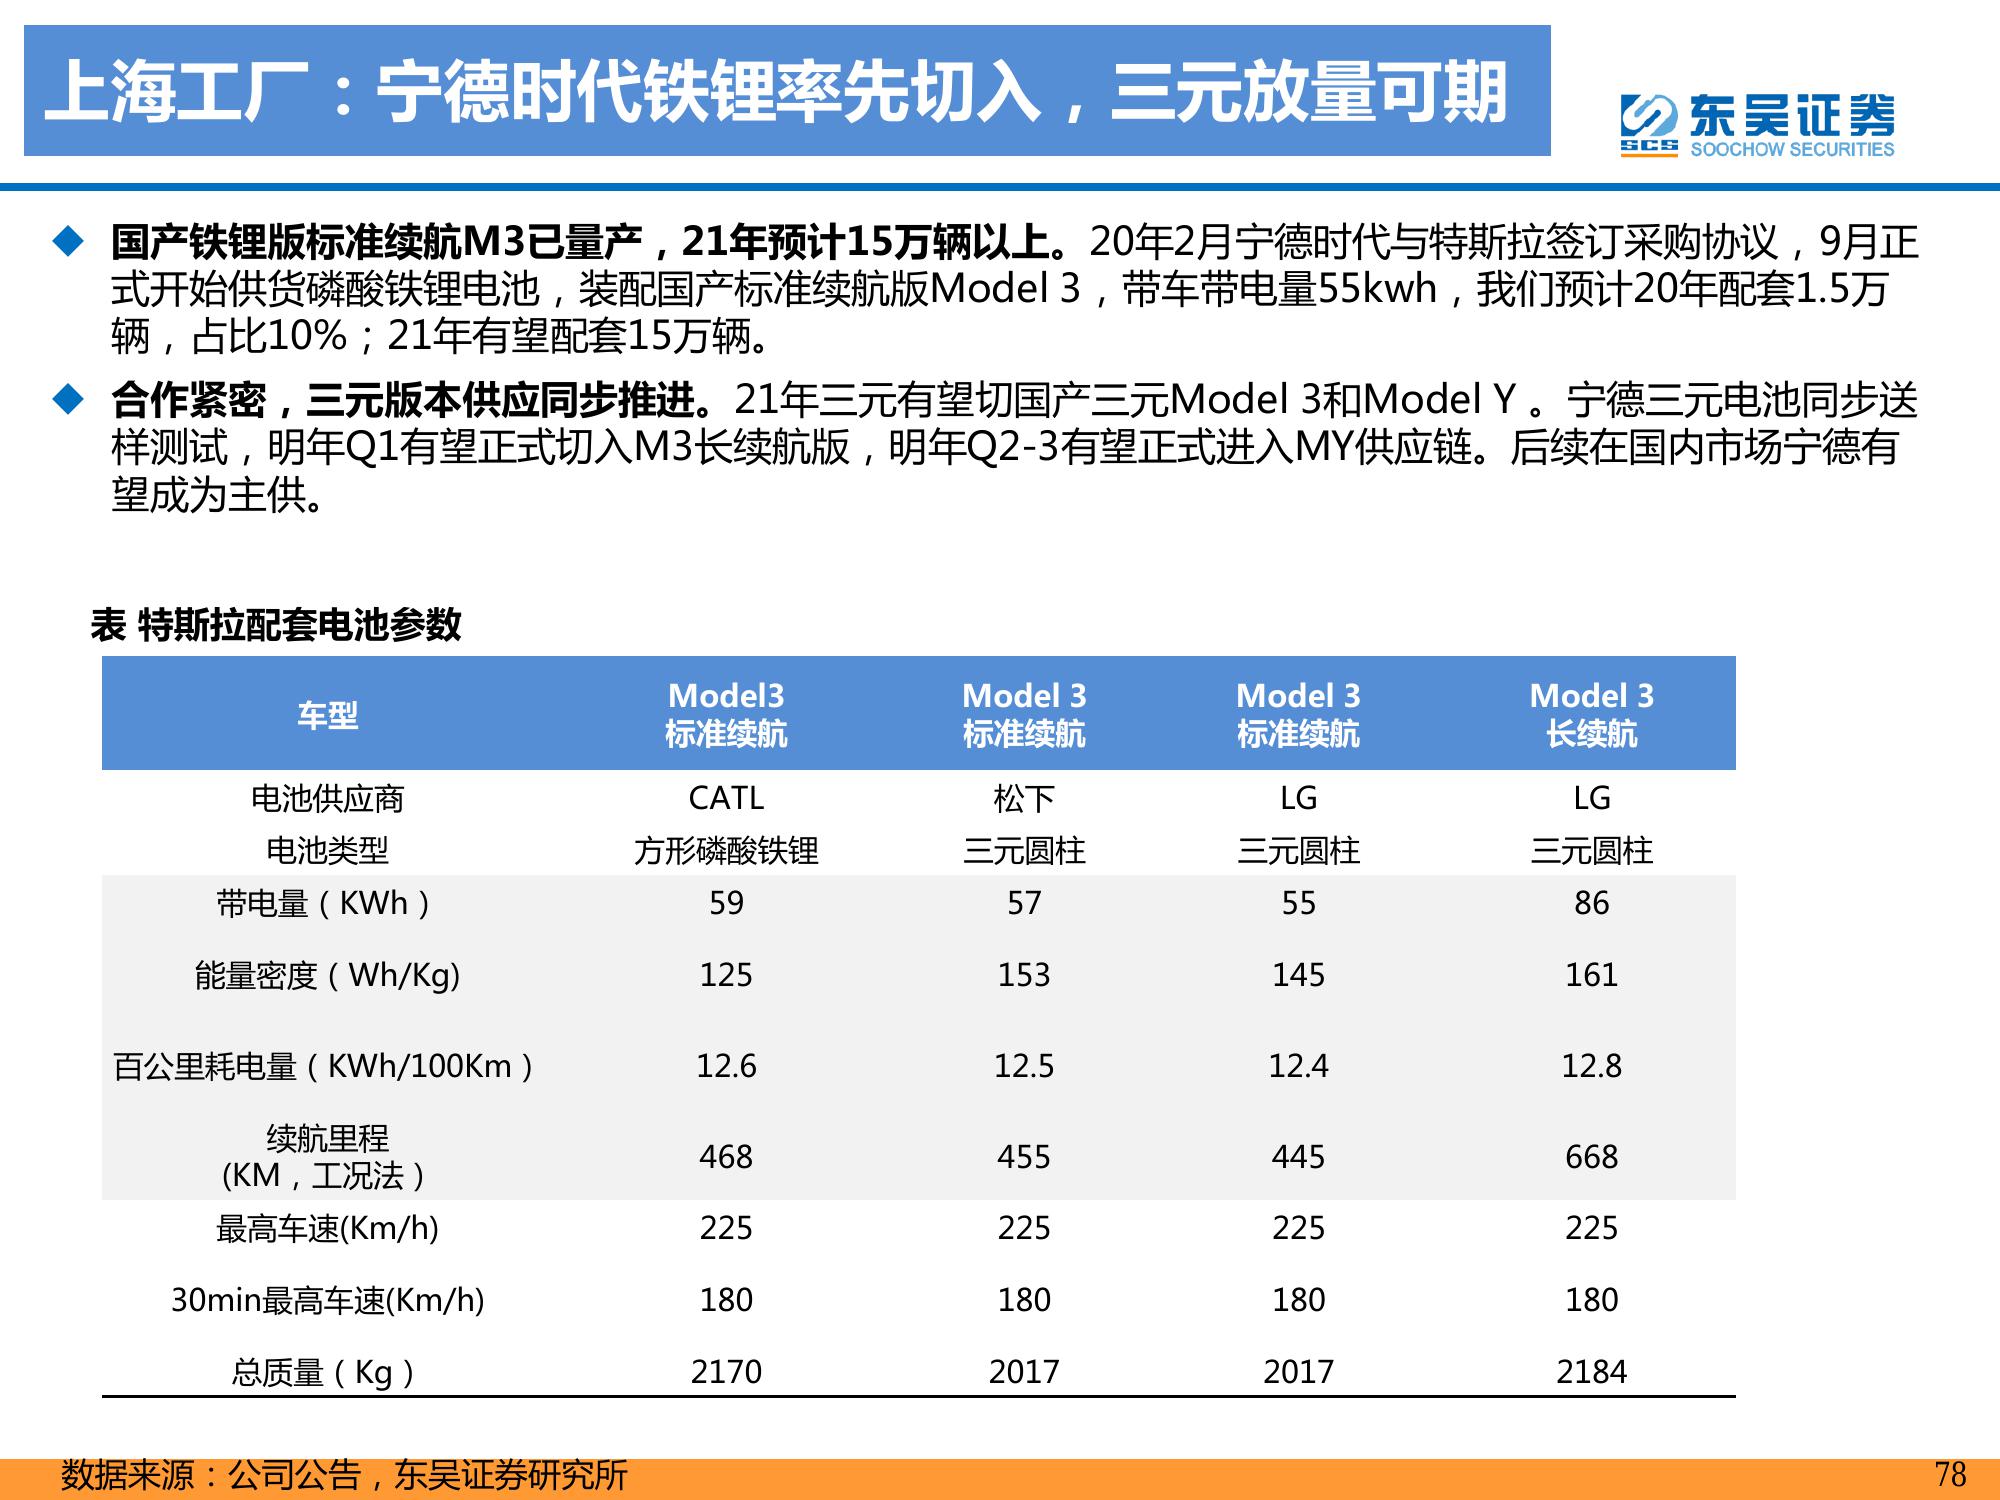 上海工厂：宁德时代铁锂率先切入，三元放量可期
SCS
东吴证券
SOOCHOW SECURITIES
国产铁锂版标准续航M3已量产，21年预计15万辆以上。20年2月宁德时代与特斯拉签订采购协议，9月正
式开始供货磷酸铁锂电池，装配国产标准续航版Model 3，带车带电量55kwh，我们预计20年配套1.5万
辆，占比10%；21年有望配套15万辆。
合作紧密，三元版本供应同步推进。21年三元有望切国产三元Model 3和Model Y 。宁德三元电池同步送
样测试，明年Q1有望正式切入M3长续航版，明年Q2-3有望正式进入MY供应链。后续在国内市场宁德有
望成为主供。
表 特斯拉配套电池参数
车型 Model3 标准续航 Model 3 标准续航 Model 3 标准续航 Model 3 长续航
电池供应商 CATL 松下 LG LG
电池类型 方形磷酸铁锂 三元圆柱 三元圆柱 三元圆柱
带电量（KWh） 59 57 55 86
能量密度（Wh/Kg) 125 153 145 161
百公里耗电量（KWh/100Km） 12.6 12.5 12.4 12.8
续航里程
(KM，工况法） 468 455 445 668
最高车速(Km/h) 225 225 225 225
30min最高车速(Km/h) 180 180 180 180
总质量（Kg） 2170 2017 2017 2184
数据来源：公司公告，东吴证券研究所
78